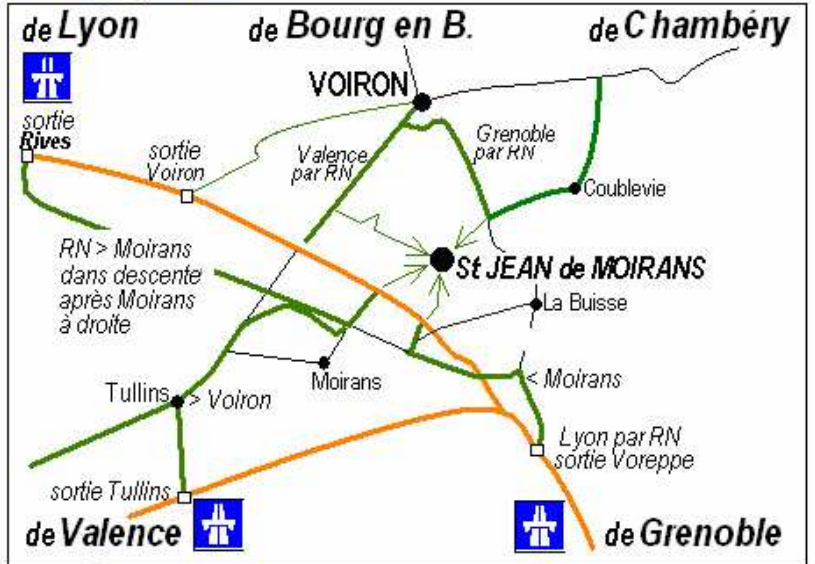 de Lyon
de Bourg en B.
de Chambéry
VOIRON
sortie
Rives
sortie
Voiron
Valence
par RN
Grenoble
par RN
Coublevie
RN > Moirans
dans descente
après Moirans
à droite
St JEAN de MOIRANS
La Buisse
Moirans
< Moirans
Tullins
> Voiron
Lyon par RN
sortie Voreppe
sortie Tullins
de Valence
de Grenoble